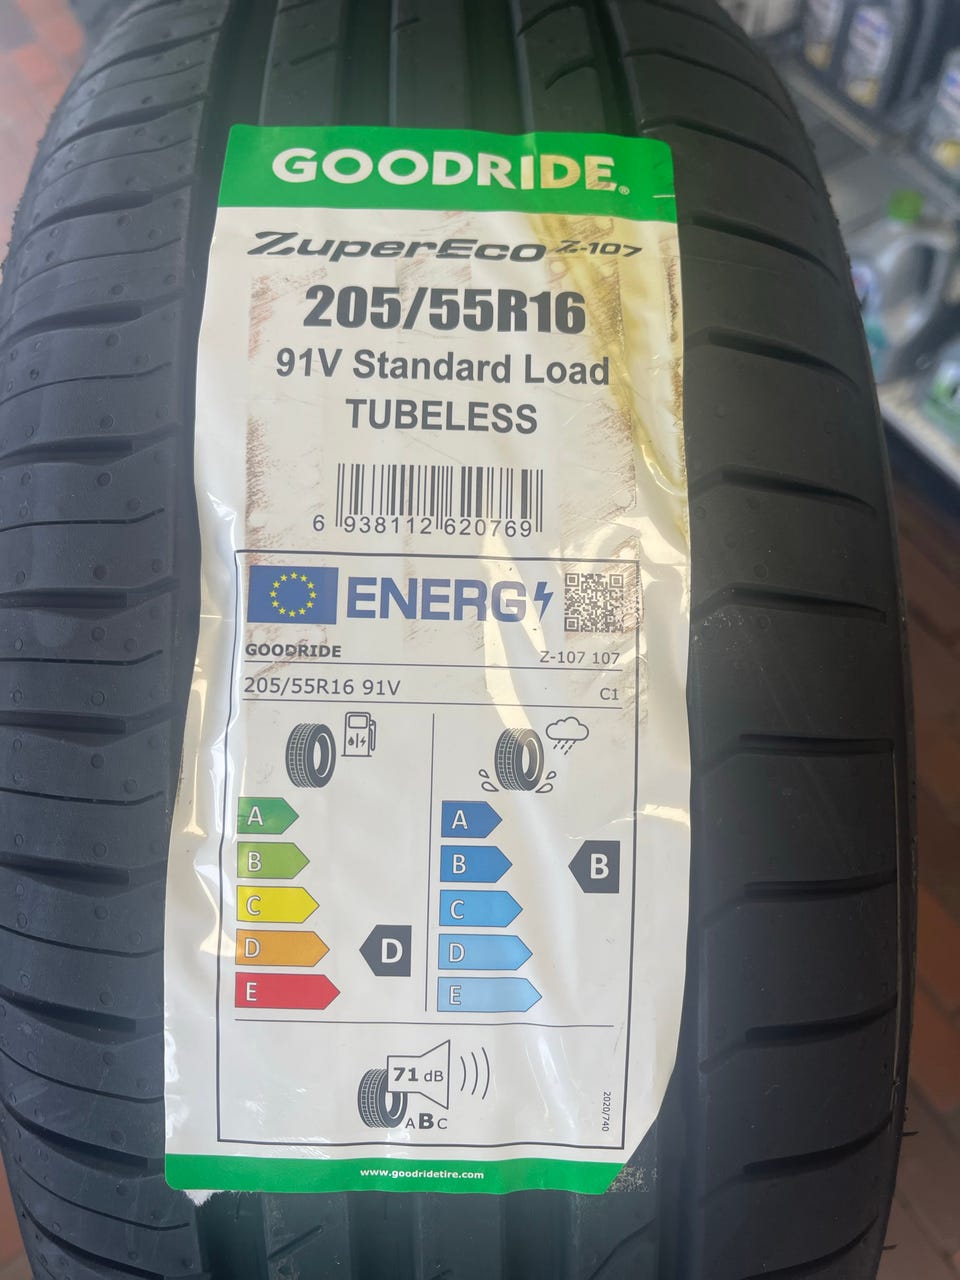 GOODRIDE®
ZuperEco Z-107
205/55R16
91V Standard Load
TUBELESS
6 938112 620769
ENERG
GOODRIDE Z-107 107
205/55R16 91V C1
A A
B B B
C C
D D D
E E
71 dB
ABC
2020/740
www.goodridetire.com